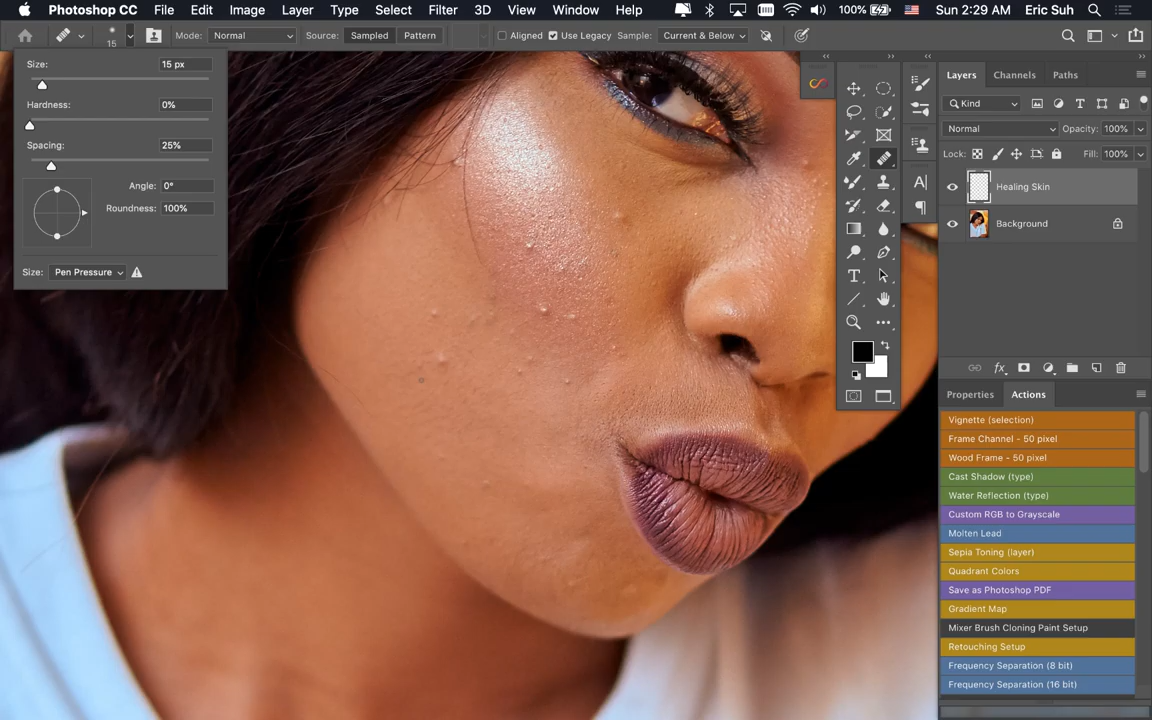 Photoshop CC File Edit Image Layer Type Select Filter 3D View Window Help 100% Sun 2:29 AM Eric Suh
15 Mode: Normal Source: Sampled Pattern Aligned Use Legacy Sample: Current & Below
Size: 15 px
Hardness: 0%
Spacing: 25%
Angle: 0°
Roundness: 100%
Size: Pen Pressure
Layers Channels Paths
Kind
Normal Opacity: 100%
Lock: Fill: 100%
Healing Skin
Background
Properties Actions
Vignette (selection)
Frame Channel - 50 pixel
Wood Frame - 50 pixel
Cast Shadow (type)
Water Reflection (type)
Custom RGB to Grayscale
Molten Lead
Sepia Toning (layer)
Quadrant Colors
Save as Photoshop PDF
Gradient Map
Mixer Brush Cloning Paint Setup
Retouching Setup
Frequency Separation (8 bit)
Frequency Separation (16 bit)